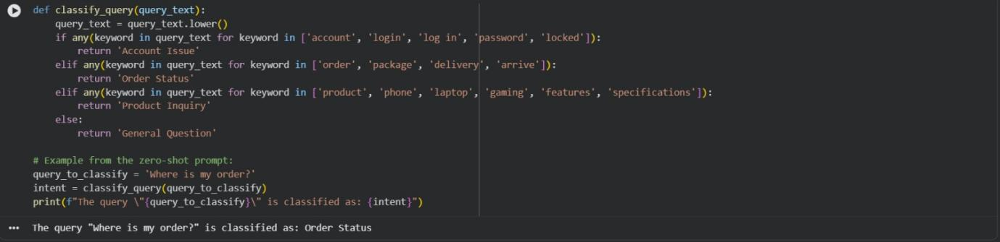 def classify_query(query_text):
    query_text = query_text.lower()
    if any(keyword in query_text for keyword in ['account', 'login', 'log in', 'password', 'locked']):
        return 'Account Issue'
    elif any(keyword in query_text for keyword in ['order', 'package', 'delivery', 'arrive']):
        return 'Order Status'
    elif any(keyword in query_text for keyword in ['product', 'phone', 'laptop', 'gaming', 'features', 'specifications']):
        return 'Product Inquiry'
    else:
        return 'General Question'

# Example from the zero-shot prompt:
query_to_classify = 'Where is my order?'
intent = classify_query(query_to_classify)
print(f"The query \"{query_to_classify}\" is classified as: {intent}")
The query "Where is my order?" is classified as: Order Status